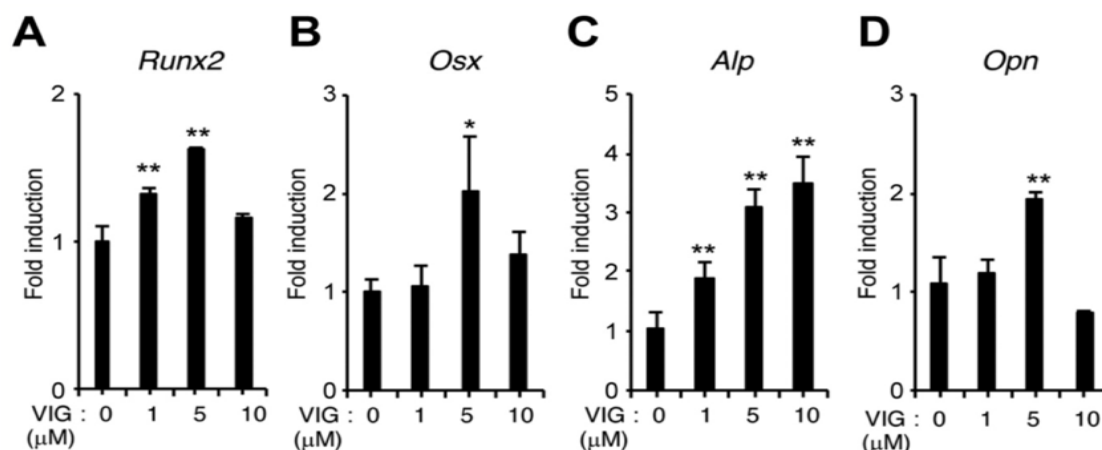 A
Runx2
Fold induction
2
1
0
**
**
VIG : 0 1 5 10
(μM)
B
Osx
Fold induction
3
2
1
0
*
VIG : 0 1 5 10
(μM)
C
Alp
Fold induction
5
4
3
2
1
0
**
**
**
VIG : 0 1 5 10
(μM)
D
Opn
Fold induction
3
2
1
0
**
VIG : 0 1 5 10
(μM)